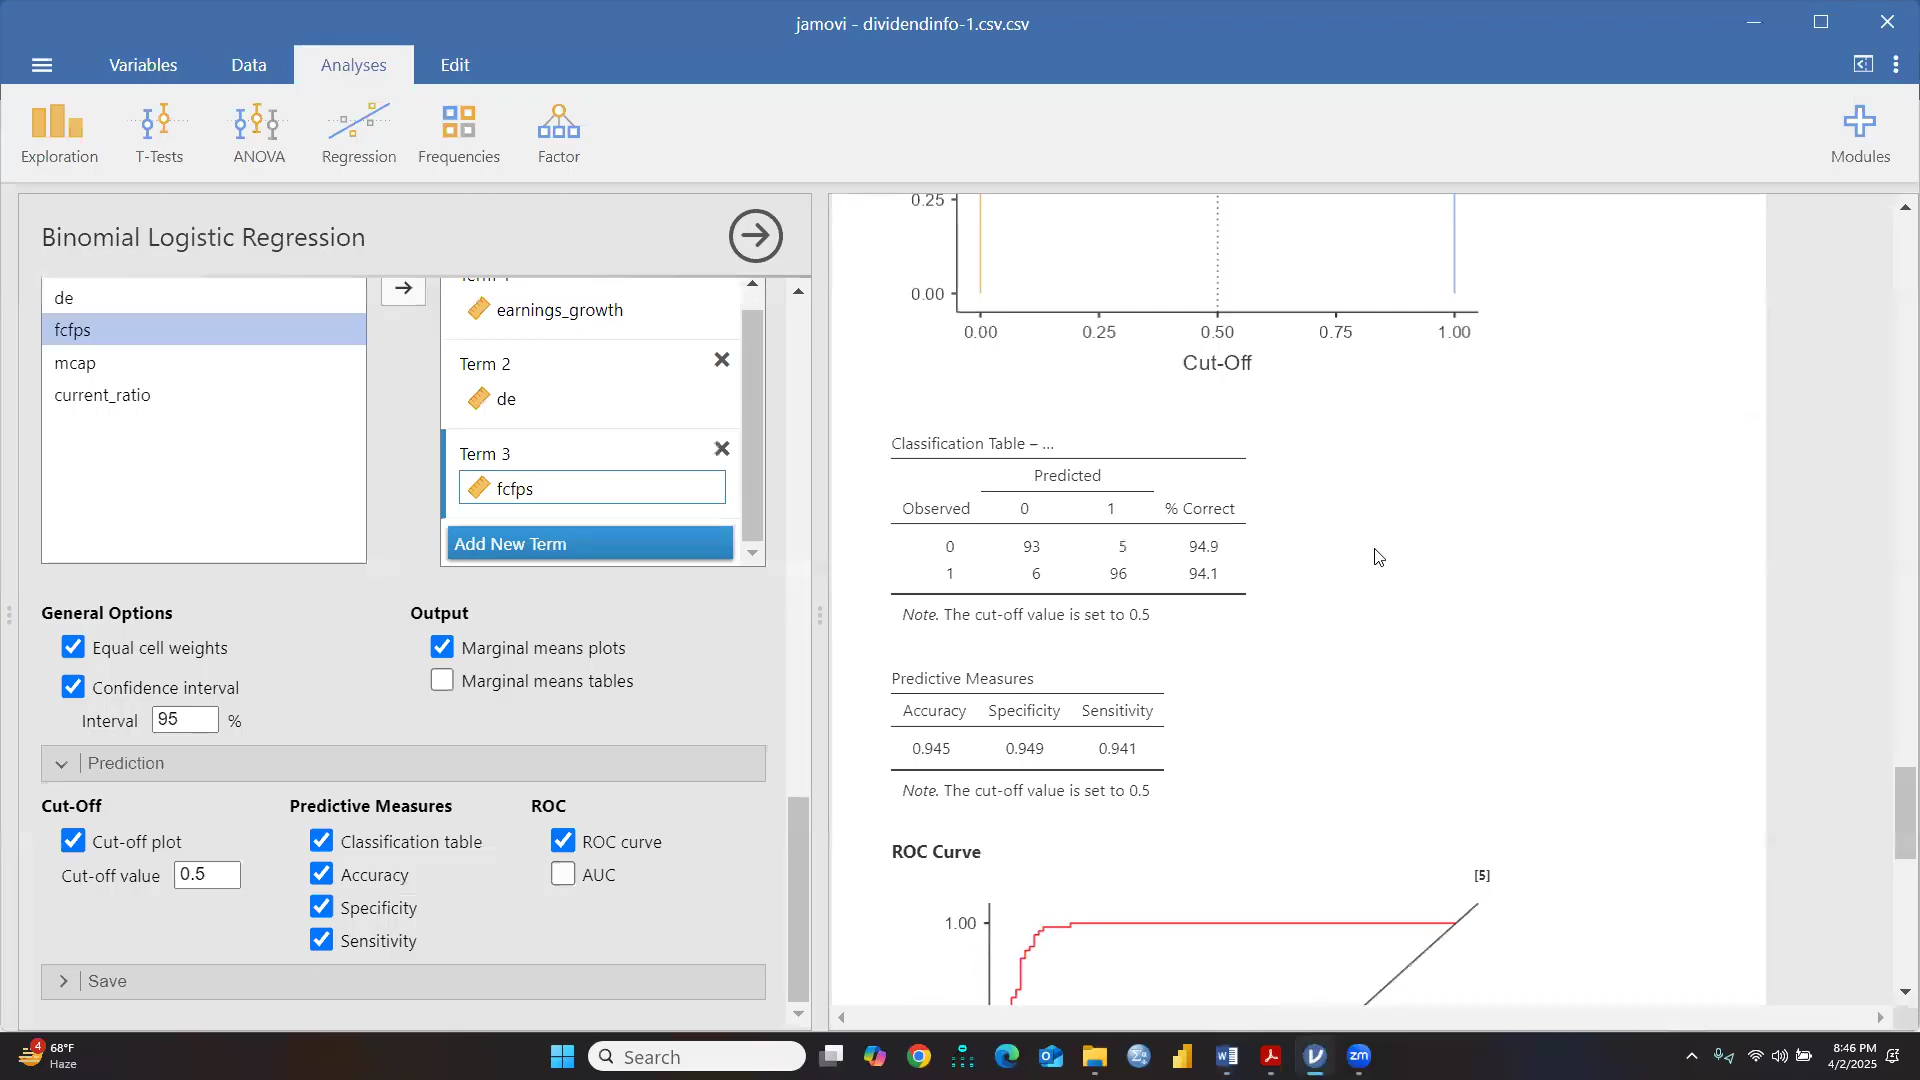 jamovi - dividendinfo-1.csv.csv
Variables
Data
Analyses
Edit
Exploration
T-Tests
ANOVA
Regression
Frequencies
Factor
Modules
Binomial Logistic Regression
de
fcfps
mcap
current_ratio
earnings_growth
Term 2
de
Term 3
fcfps
Add New Term
General Options
Equal cell weights
Confidence interval
Interval 95 %
Output
Marginal means plots
Marginal means tables
Prediction
Cut-Off
Cut-off plot
Cut-off value 0.5
Predictive Measures
Classification table
Accuracy
Specificity
Sensitivity
ROC
ROC curve
AUC
Save
0.25
0.00
0.00 0.25 0.50 0.75 1.00
Cut-Off
Classification Table – ...
Predicted
Observed 0 1 % Correct
0 93 5 94.9
1 6 96 94.1
Note. The cut-off value is set to 0.5
Predictive Measures
Accuracy Specificity Sensitivity
0.945 0.949 0.941
Note. The cut-off value is set to 0.5
ROC Curve
[5]
1.00
4
68°F
Haze
Search
zm
8:46 PM
4/2/2025